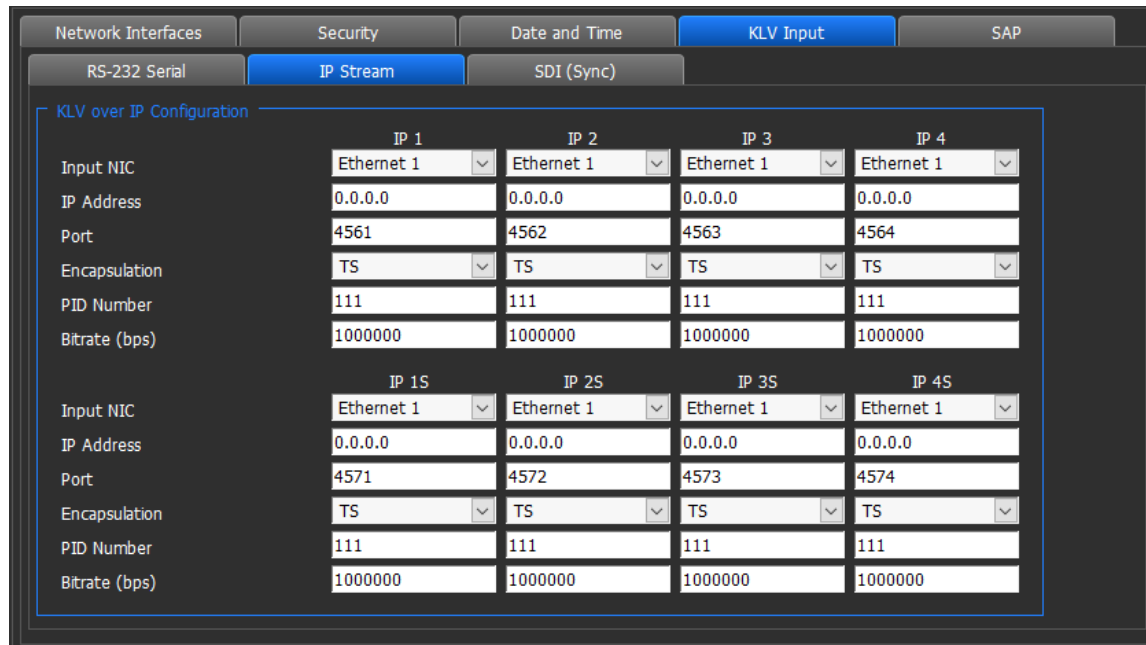 Network Interfaces Security Date and Time KLV Input SAP
RS-232 Serial IP Stream SDI (Sync)
KLV over IP Configuration
IP 1 IP 2 IP 3 IP 4
Input NIC Ethernet 1 Ethernet 1 Ethernet 1 Ethernet 1
IP Address 0.0.0.0 0.0.0.0 0.0.0.0 0.0.0.0
Port 4561 4562 4563 4564
Encapsulation TS TS TS TS
PID Number 111 111 111 111
Bitrate (bps) 1000000 1000000 1000000 1000000
IP 1S IP 2S IP 3S IP 4S
Input NIC Ethernet 1 Ethernet 1 Ethernet 1 Ethernet 1
IP Address 0.0.0.0 0.0.0.0 0.0.0.0 0.0.0.0
Port 4571 4572 4573 4574
Encapsulation TS TS TS TS
PID Number 111 111 111 111
Bitrate (bps) 1000000 1000000 1000000 1000000